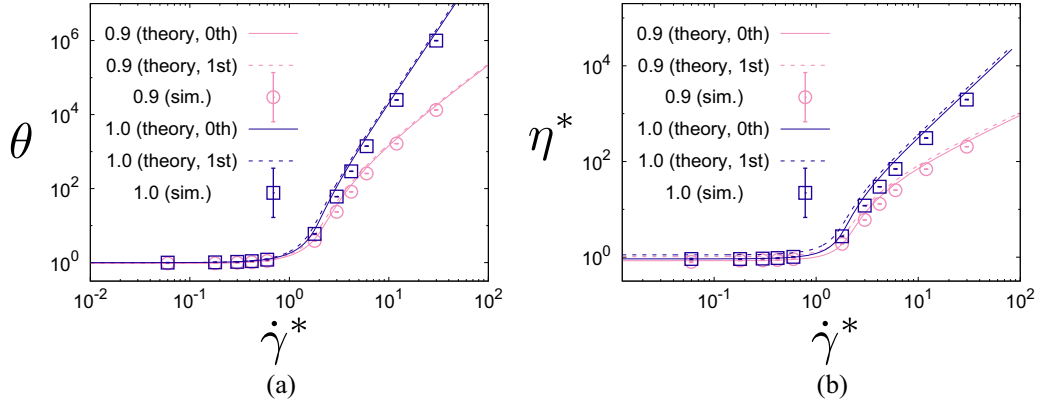 θ
10^6
10^4
10^2
10^0
0.9 (theory, 0th)
0.9 (theory, 1st)
0.9 (sim.)
1.0 (theory, 0th)
1.0 (theory, 1st)
1.0 (sim.)
10^-2
10^-1
10^0
10^1
10^2
γ̇*
(a)
η*
10^4
10^2
10^0
0.9 (theory, 0th)
0.9 (theory, 1st)
0.9 (sim.)
1.0 (theory, 0th)
1.0 (theory, 1st)
1.0 (sim.)
10^-1
10^0
10^1
10^2
γ̇*
(b)